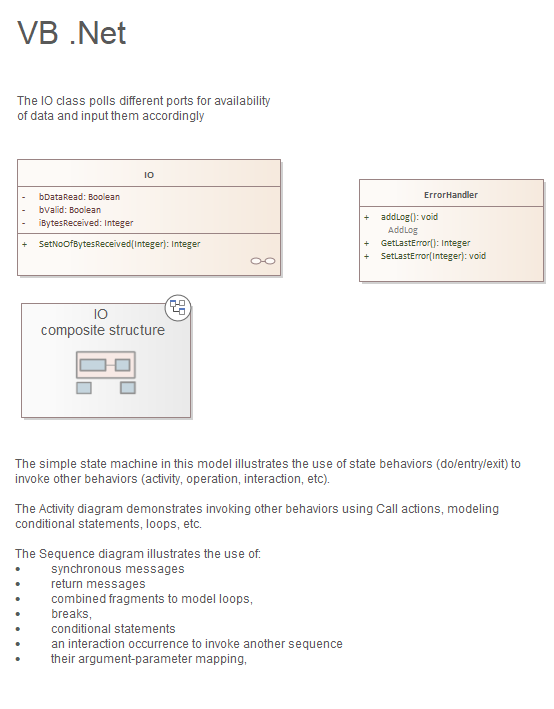 VB .Net
The IO class polls different ports for availability
of data and input them accordingly
IO
- bDataRead: Boolean
- bValid: Boolean
- iBytesReceived: Integer
+ SetNoOfBytesReceived(Integer): Integer
ErrorHandler
+ addLog(): void
AddLog
+ GetLastError(): Integer
+ SetLastError(Integer): void
IO
composite structure
The simple state machine in this model illustrates the use of state behaviors (do/entry/exit) to
invoke other behaviors (activity, operation, interaction, etc).
The Activity diagram demonstrates invoking other behaviors using Call actions, modeling
conditional statements, loops, etc.
The Sequence diagram illustrates the use of:
• synchronous messages
• return messages
• combined fragments to model loops,
• breaks,
• conditional statements
• an interaction occurrence to invoke another sequence
• their argument-parameter mapping,